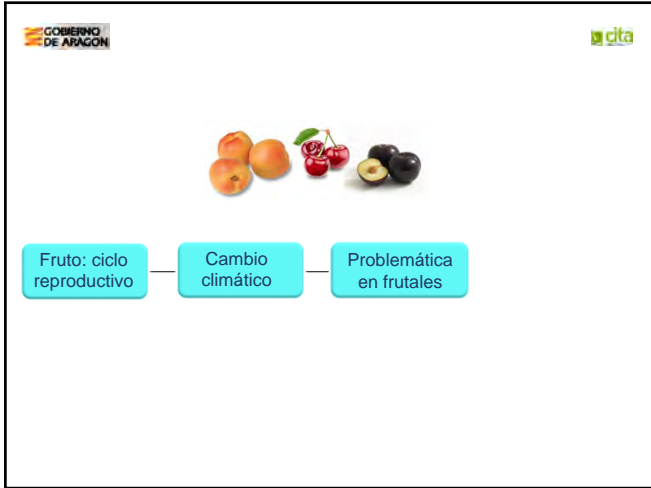 GOBIERNO
DE ARAGON
cita
Fruto: ciclo
reproductivo
Cambio
climático
Problemática
en frutales